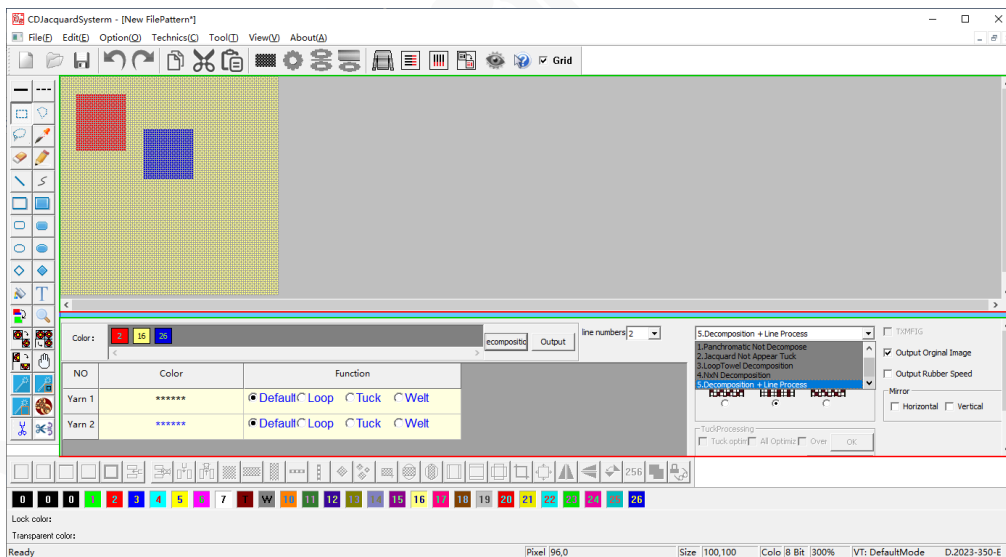 CDJacquardSysterm - [New FilePattern*]
File(F) Edit(E) Option(O) Technics(C) Tool(T) View(V) About(A)
Grid
Color: 2 16 26
ecompositic Output
line numbers 2
5.Decomposition +Line Process
1.Panchromatic Not Decompose
2.Jacquard Not Appear Tuck
3.LoopTowel Decomposition
4.NxN Decomposition
5.Decomposition +Line Process
TXMFIG
Output Orginal Image
Output Rubber Speed
Mirror
Horizontal Vertical
NO Color Function
Yarn 1 ****** Default Loop Tuck Welt
Yarn 2 ****** Default Loop Tuck Welt
TuckProcessing
Tuck optim All Optimiz Over OK
256
0 0 0 1 2 3 4 5 6 7 T W 10 11 12 13 14 15 16 17 18 19 20 21 22 23 24 25 26
Lock color:
Transparent color:
Ready Pixel 96,0 Size 100,100 Colo 8 Bit 300% VT: DefaultMode D.2023-350-E